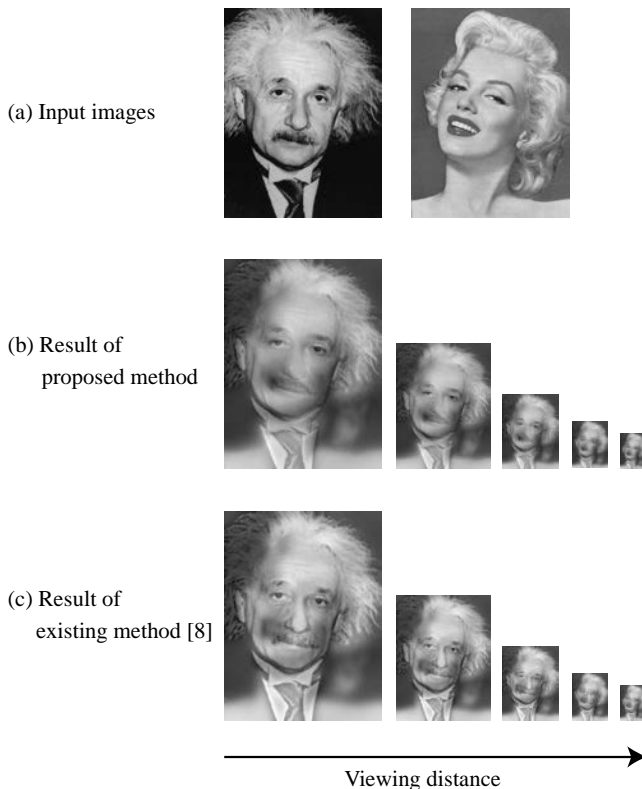 (a) Input images
(b) Result of
proposed method
(c) Result of
existing method [8]
Viewing distance